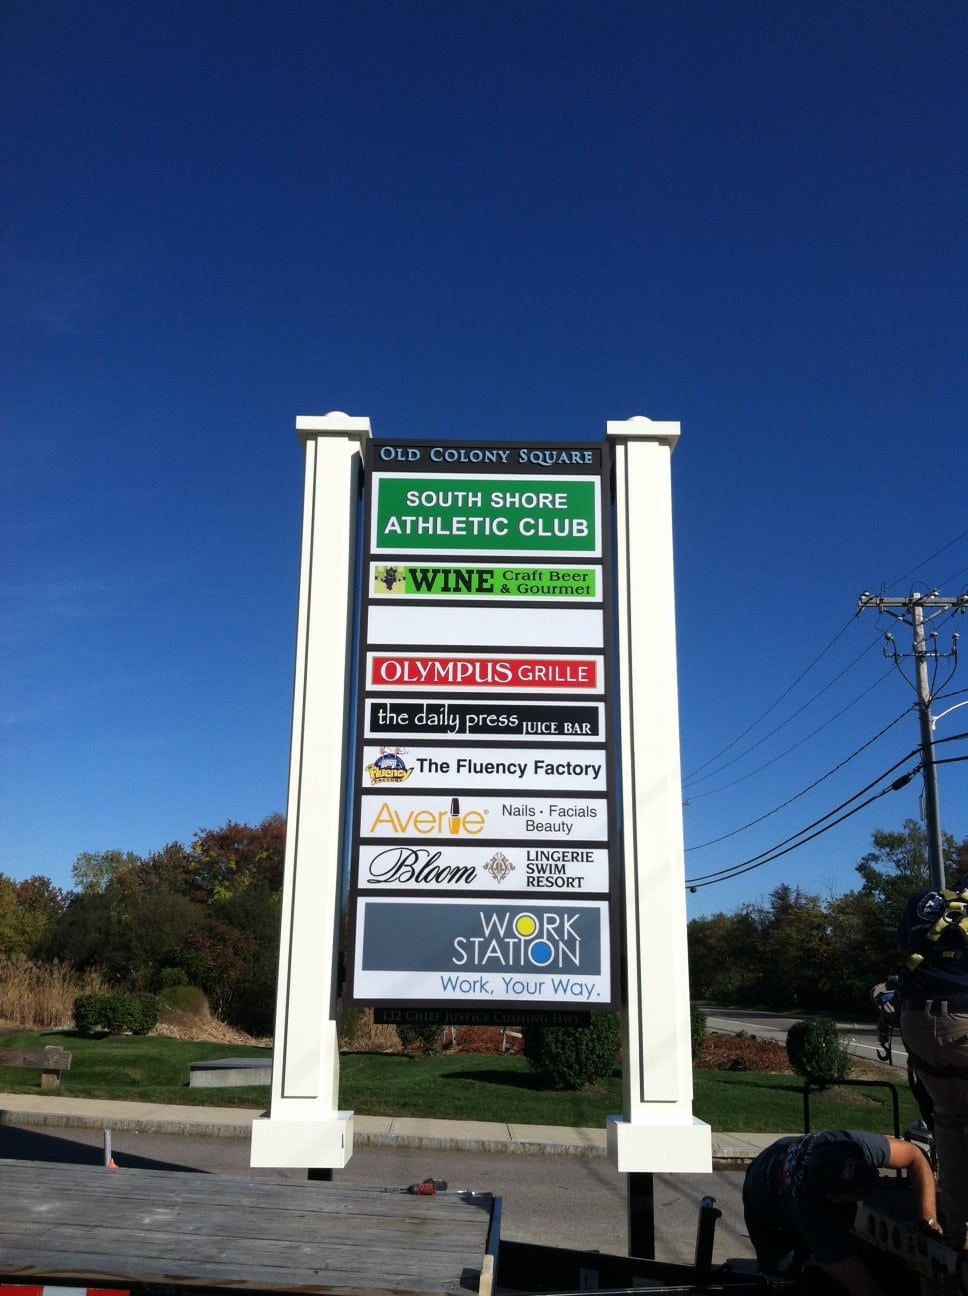 OLD COLONY SQUARE
SOUTH SHORE
ATHLETIC CLUB
WINE Craft Beer
& Gourmet
OLYMPUS GRILLE
the daily press JUICE BAR
Fluency The Fluency Factory
Averie® Nails · Facials
Beauty
Bloom LINGERIE
SWIM
RESORT
WORK
STATION
Work, Your Way.
132 CHIEF JUSTICE CUSHING HWY